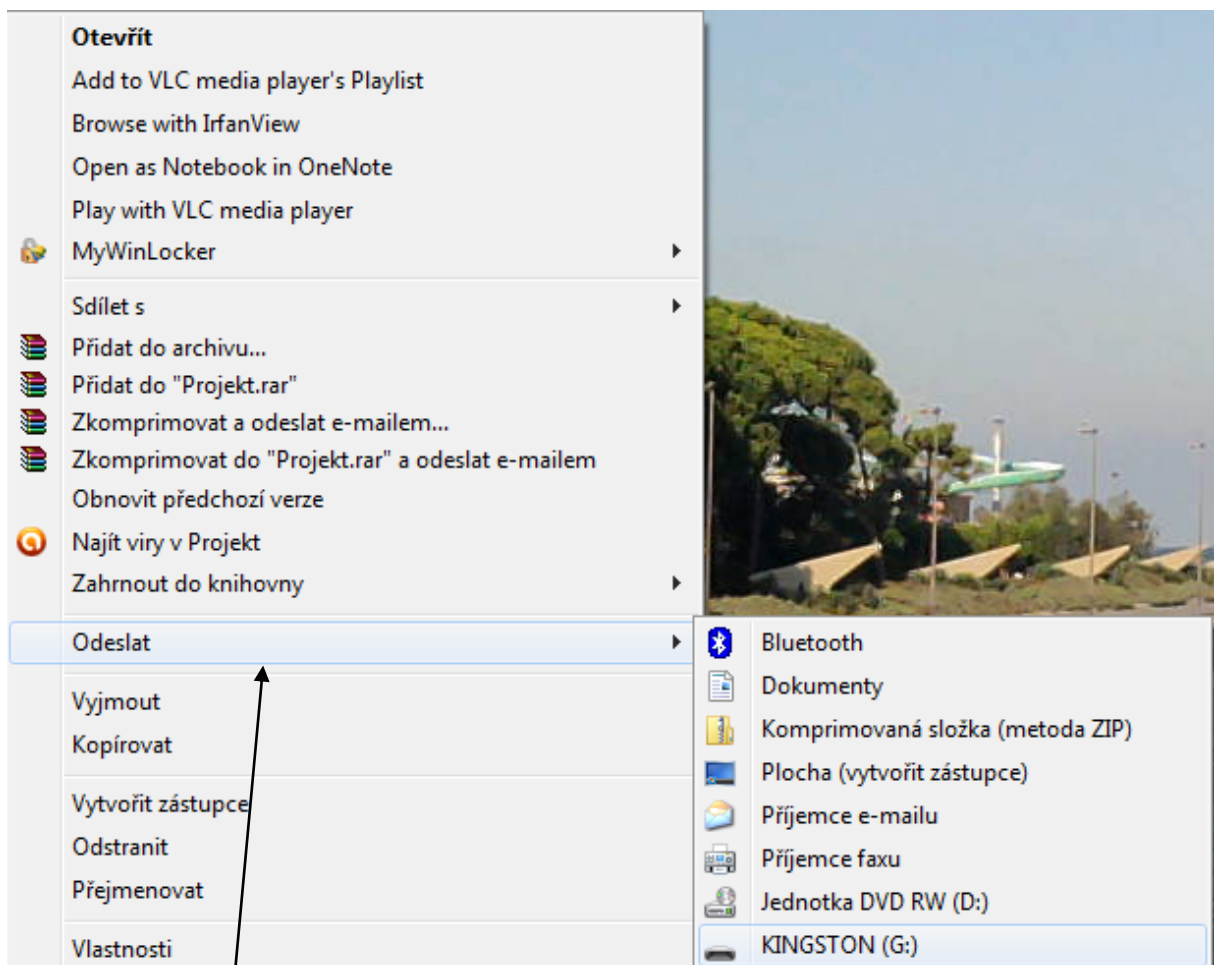 Otevřít
Add to VLC media player's Playlist
Browse with IrfanView
Open as Notebook in OneNote
Play with VLC media player
MyWinLocker
Sdílet s
Přidat do archivu...
Přidat do "Projekt.rar"
Zkomprimovat a odeslat e-mailem...
Zkomprimovat do "Projekt.rar" a odeslat e-mailem
Obnovit předchozí verze
Najít viry v Projekt
Zahrnout do knihovny
Odeslat
Vyjmout
Kopírovat
Vytvořit zástupce
Odstranit
Přejmenovat
Vlastnosti
Bluetooth
Dokumenty
Komprimovaná složka (metoda ZIP)
Plocha (vytvořit zástupce)
Příjemce e-mailu
Příjemce faxu
Jednotka DVD RW (D:)
KINGSTON (G:)